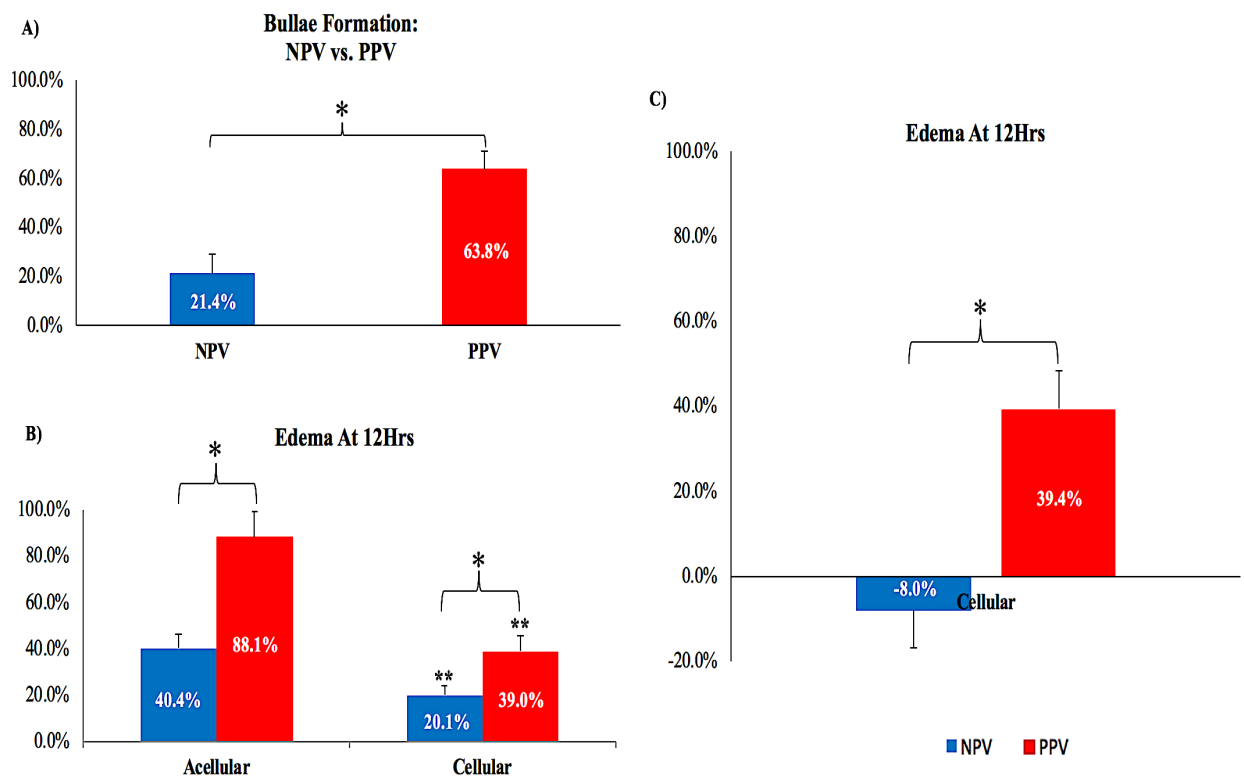 A)
Bullae Formation:
NPV vs. PPV
100.0%
80.0%
60.0%
40.0%
20.0%
0.0%
*
21.4%
63.8%
NPV
PPV
B)
Edema At 12Hrs
100.0%
80.0%
60.0%
40.0%
20.0%
0.0%
*
*
**
**
40.4%
88.1%
20.1%
39.0%
Acellular
Cellular
C)
Edema At 12Hrs
100.0%
80.0%
60.0%
40.0%
20.0%
0.0%
-20.0%
*
39.4%
-8.0%
Cellular
NPV PPV